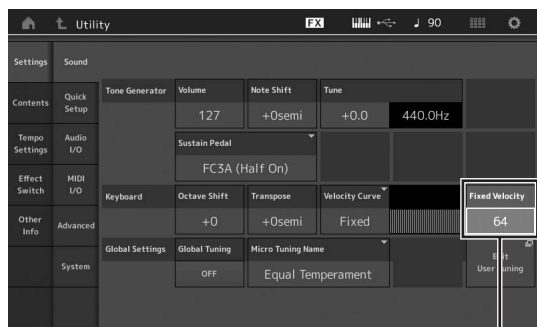 Utility FX 90
Settings Sound
Tone Generator Volume Note Shift Tune
127 +0semi +0.0 440.0Hz
Contents Quick Setup
Sustain Pedal
FC3A (Half On)
Tempo Settings Audio I/O
Effect Switch MIDI I/O
Keyboard Octave Shift Transpose Velocity Curve Fixed Velocity
+0 +0semi Fixed 64
Other Info Advanced
Global Settings Global Tuning Micro Tuning Name
OFF Equal Temperament
System
User